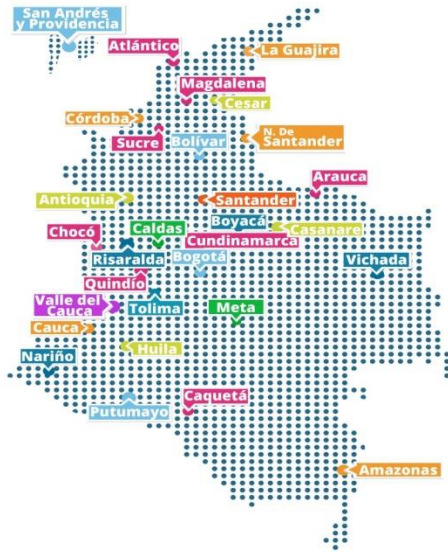 San Andrés
y Providencia
Atlántico
La Guajira
Magdalena
Cesar
Córdoba
N. De
Santander
Sucre
Bolívar
Arauca
Antioquia
Santander
Boyacá
Casanare
Chocó
Caldas
Cundinamarca
Risaralda
Bogotá
Vichada
Quindío
Valle del
Cauca
Tolima
Meta
Cauca
Huila
Nariño
Caquetá
Putumayo
Amazonas